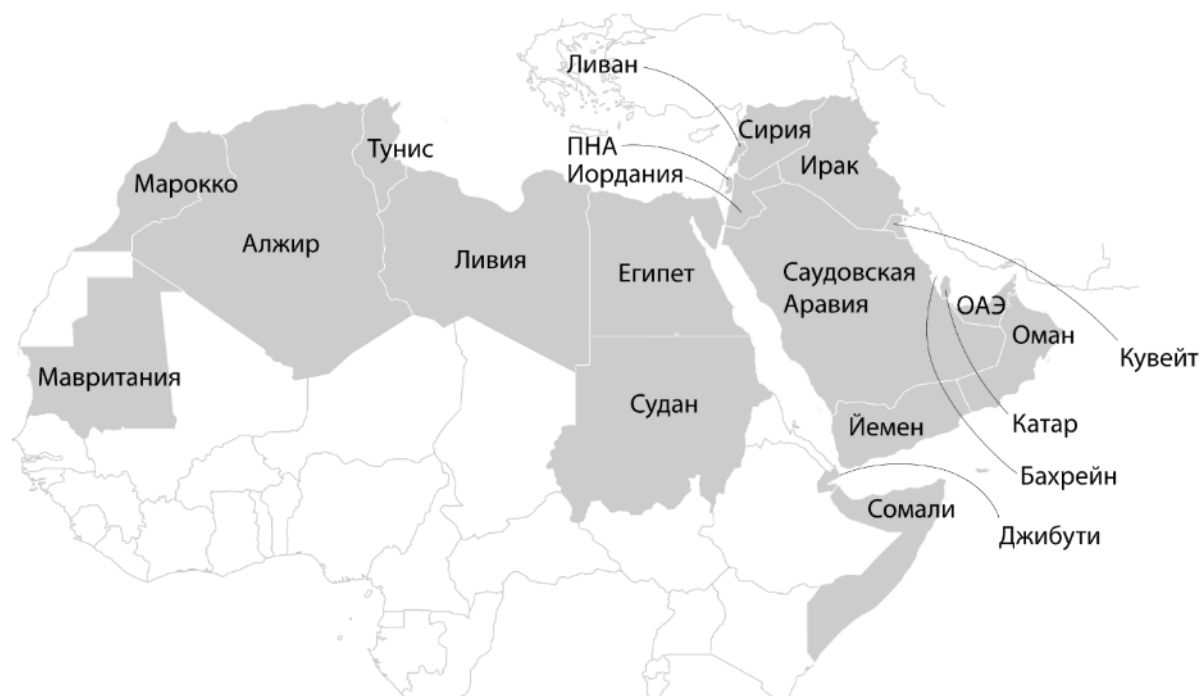 Ливан
Сирия
Тунис
ПНА
Ирак
Иордания
Марокко
Алжир
Ливия
Египет
Саудовская
Аравия
ОАЭ
Оман
Кувейт
Мавритания
Судан
Йемен
Катар
Бахрейн
Сомали
Джибути